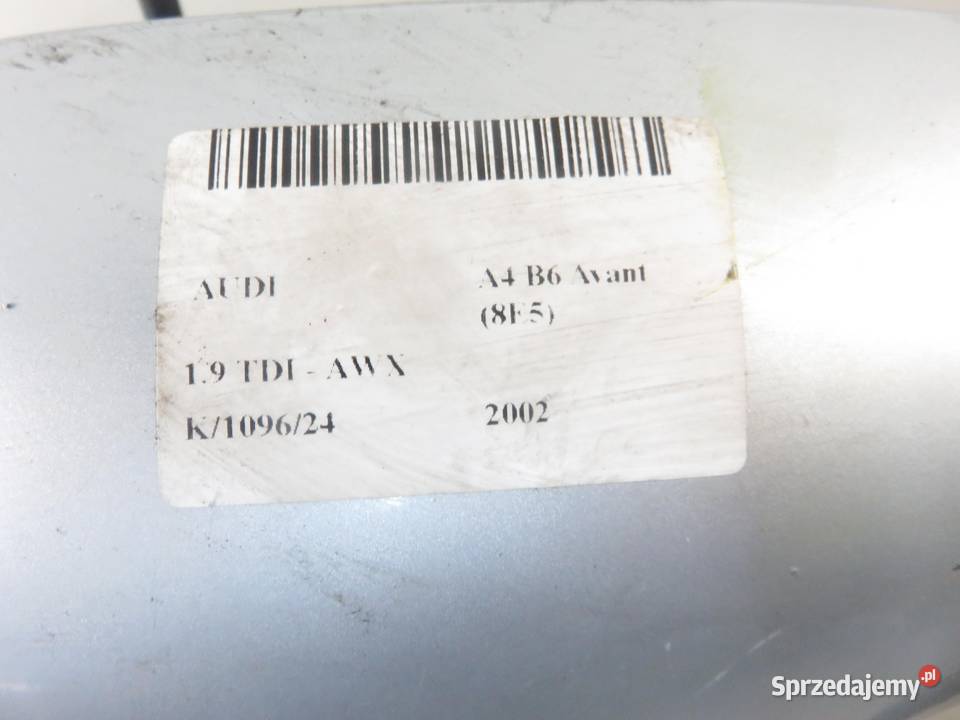 AUDI
A4 B6 Avant
(8E5)
1.9 TDI - AWX
K/1096/24
2002
Sprzedajemy.pl